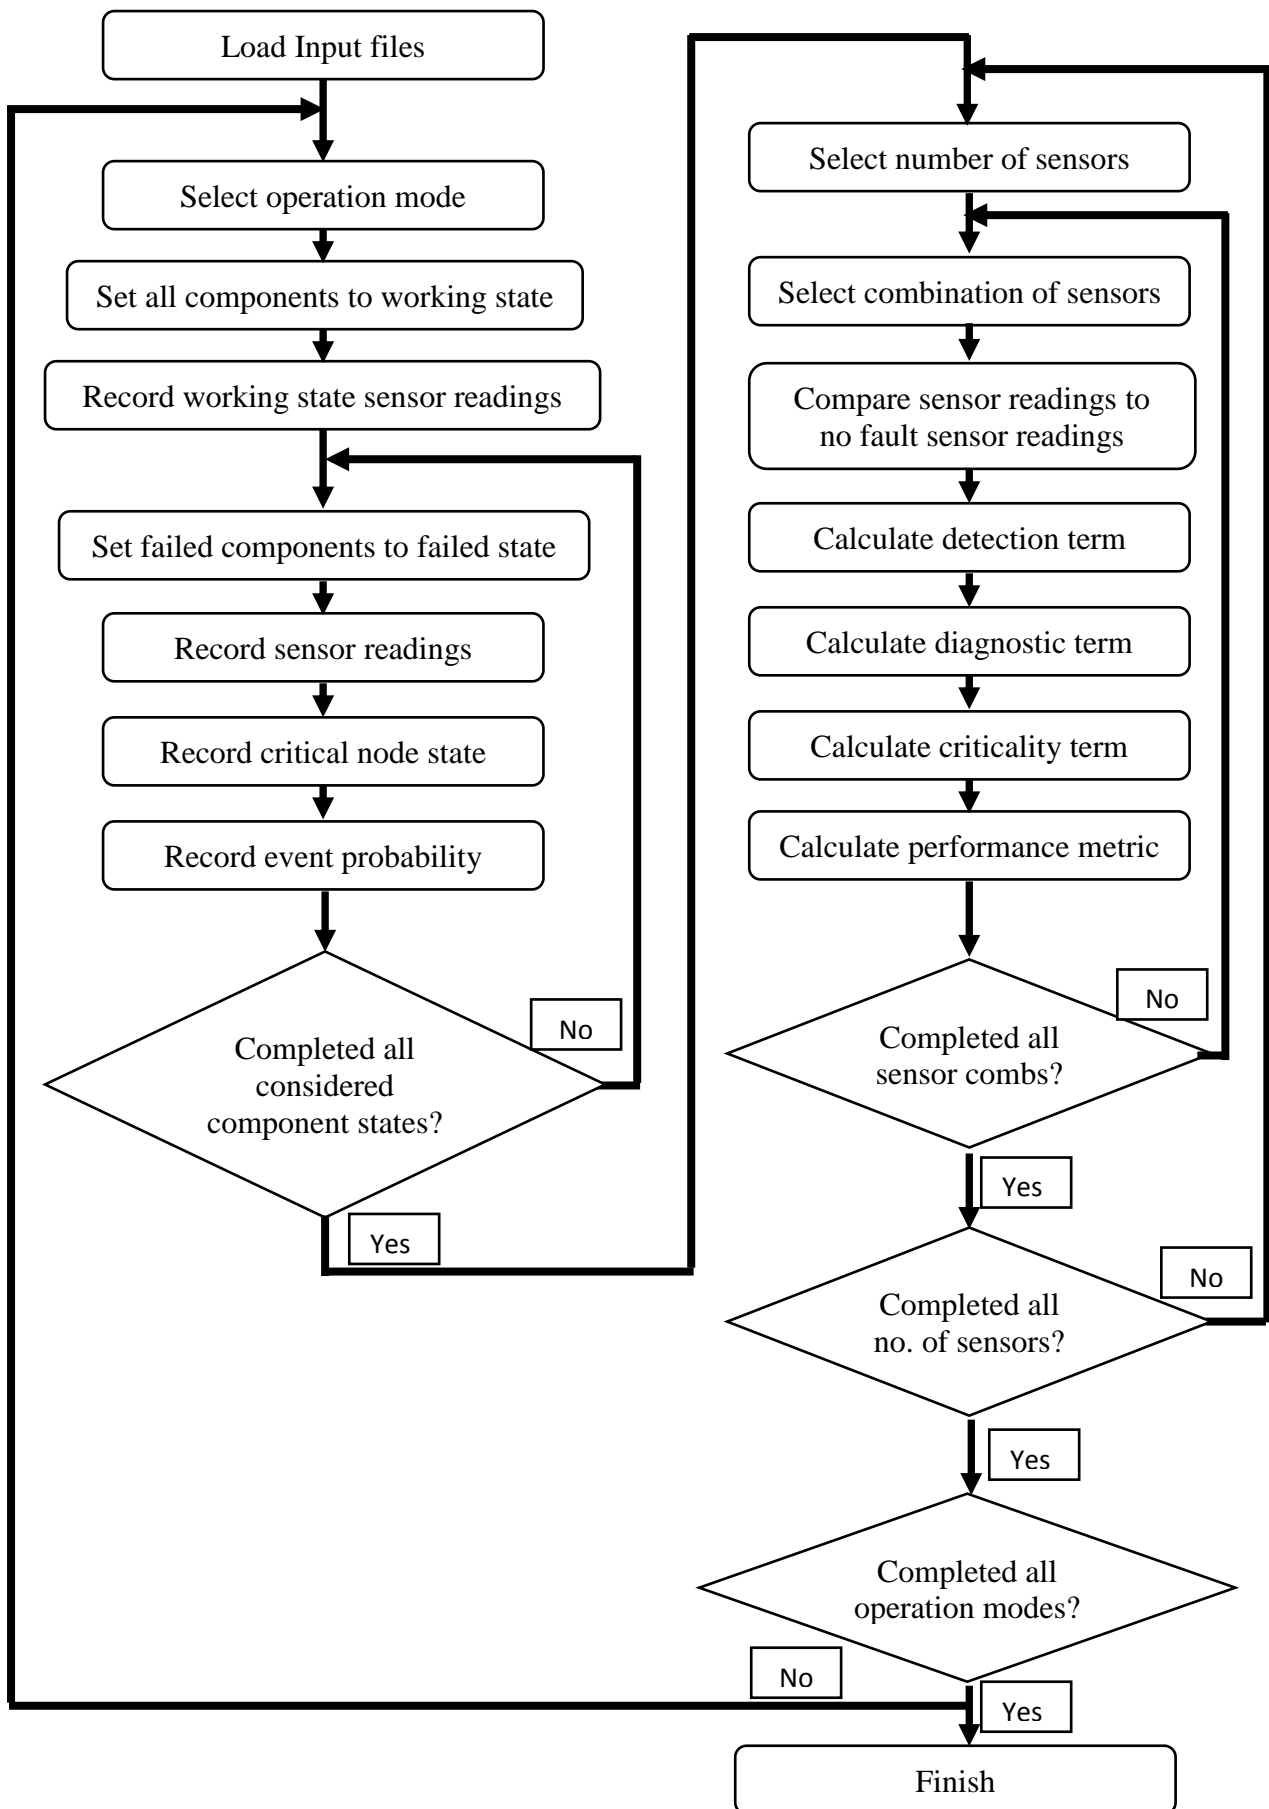 Load Input files
Select operation mode
Set all components to working state
Record working state sensor readings
Set failed components to failed state
Record sensor readings
Record critical node state
Record event probability
Completed all
considered
component states?
No
Yes
Select number of sensors
Select combination of sensors
Compare sensor readings to
no fault sensor readings
Calculate detection term
Calculate diagnostic term
Calculate criticality term
Calculate performance metric
Completed all
sensor combs?
No
Yes
Completed all
no. of sensors?
No
Yes
Completed all
operation modes?
No
Yes
Finish